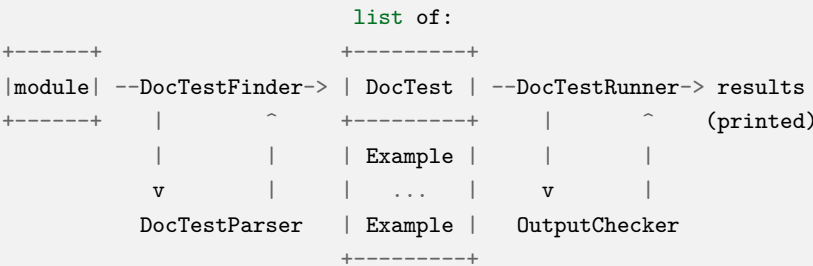 list of:
+------+                   +---------+
|module| --DocTestFinder-> | DocTest | --DocTestRunner-> results
+------+    |        ^     +---------+     |       ^    (printed)
            |        |     | Example |     |       |
            v        |     |   ...   |     v       |
           DocTestParser   | Example |   OutputChecker
                           +---------+